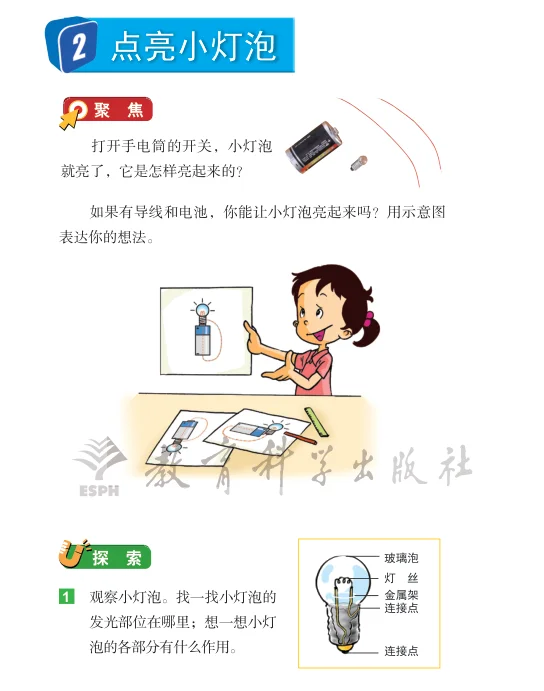 2 点亮小灯泡
聚 焦
打开手电筒的开关，小灯泡
就亮了，它是怎样亮起来的？
如果有导线和电池，你能让小灯泡亮起来吗？用示意图
表达你的想法。
ESPH 教育科学出版社
探 索
1 观察小灯泡。找一找小灯泡的
发光部位在哪里；想一想小灯
泡的各部分有什么作用。
玻璃泡
灯 丝
金属架
连接点
连接点